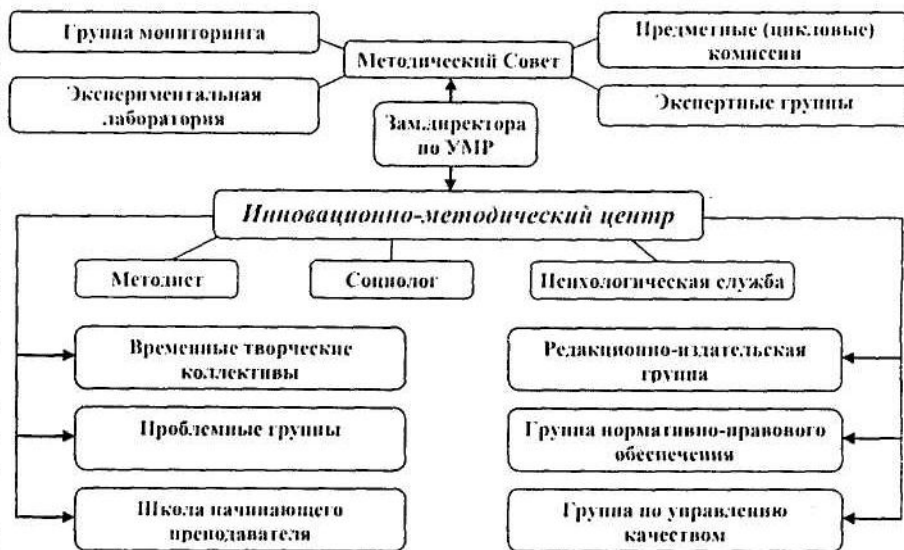 Группа мониторинга
Методический Совет
Предметные (цикловые)
комиссии
Экспериментальная
лаборатория
Экспертные группы
Зам.директора
по УМР
Инновационно-методический центр
Методист
Социолог
Психологическая служба
Временные творческие
коллективы
Редакционно-издательская
группа
Проблемные группы
Группа нормативно-правового
обеспечения
Школа начинающего
преподавателя
Группа по управлению
качеством